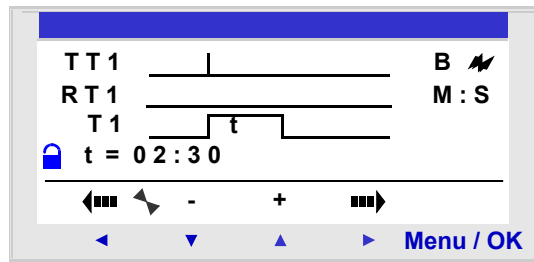 TT1 B
RT1 M:S
T1 t
t = 02:30
- +
Menu / OK